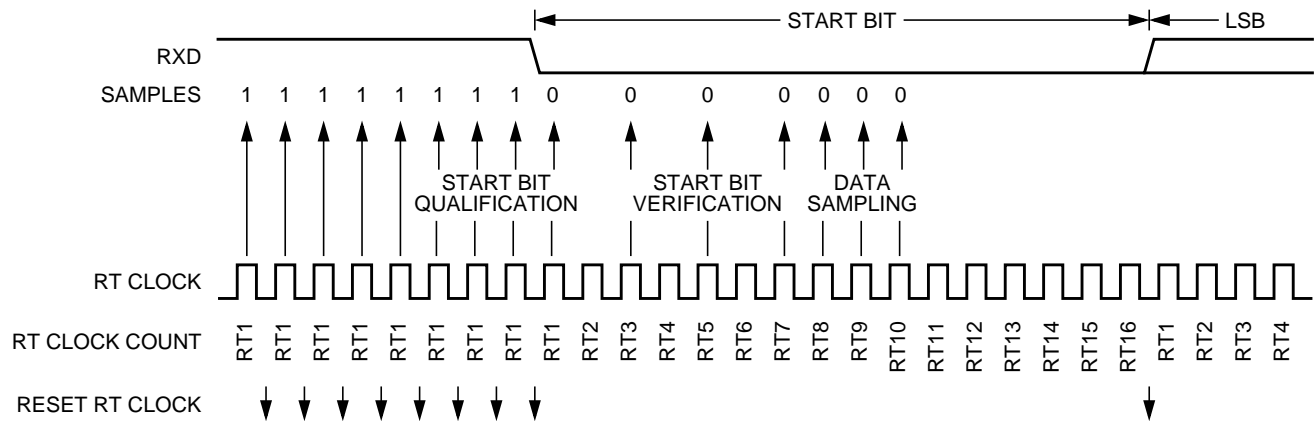 START BIT LSB
RXD
SAMPLES 1 1 1 1 1 1 1 1 0 0 0 0 0 0 0
START BIT QUALIFICATION
START BIT VERIFICATION
DATA SAMPLING
RT CLOCK
RT CLOCK COUNT RT1 RT1 RT1 RT1 RT1 RT1 RT1 RT1 RT1 RT2 RT3 RT4 RT5 RT6 RT7 RT8 RT9 RT10 RT11 RT12 RT13 RT14 RT15 RT16 RT1 RT2 RT3 RT4
RESET RT CLOCK